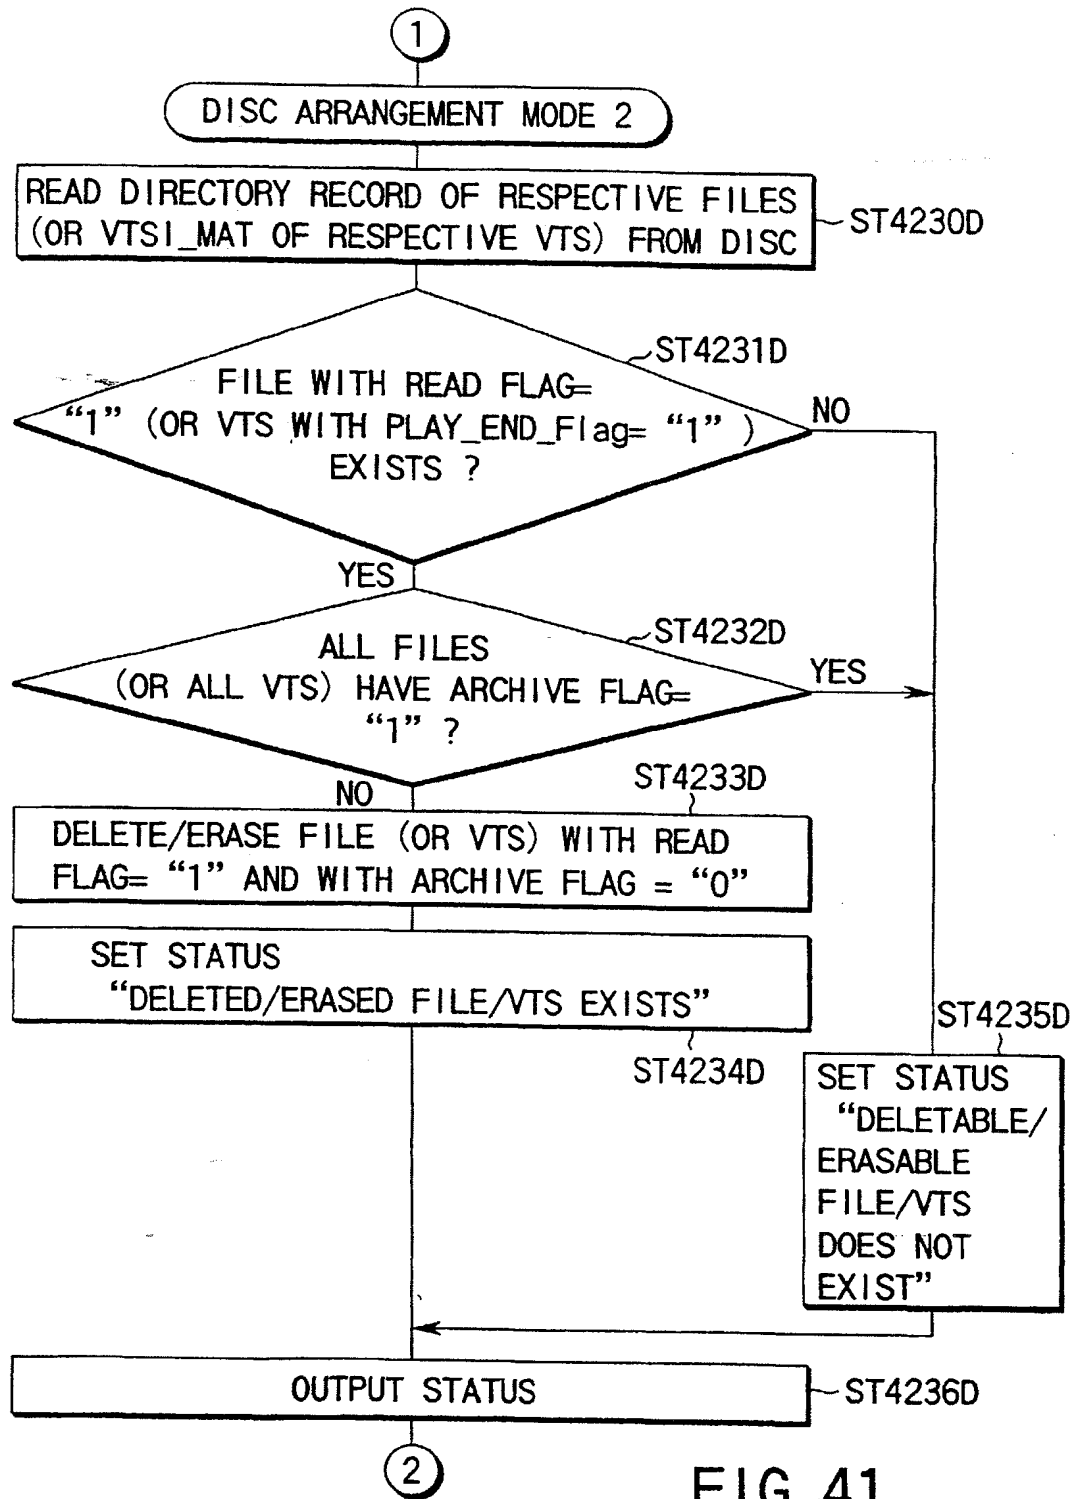 1
DISC ARRANGEMENT MODE 2
READ DIRECTORY RECORD OF RESPECTIVE FILES
(OR VTSI_MAT OF RESPECTIVE VTS) FROM DISC
ST4230D
ST4231D
FILE WITH READ FLAG=
“1” (OR VTS WITH PLAY_END_Flag= “1” )
EXISTS ?
NO
YES
ST4232D
ALL FILES
(OR ALL VTS) HAVE ARCHIVE FLAG=
“1” ?
YES
NO
ST4233D
DELETE/ERASE FILE (OR VTS) WITH READ
FLAG= “1” AND WITH ARCHIVE FLAG = “0”
SET STATUS
“DELETED/ERASED FILE/VTS EXISTS”
ST4234D
ST4235D
SET STATUS
“DELETABLE/
ERASABLE
FILE/VTS
DOES NOT
EXIST”
OUTPUT STATUS
ST4236D
2
FIG. 41